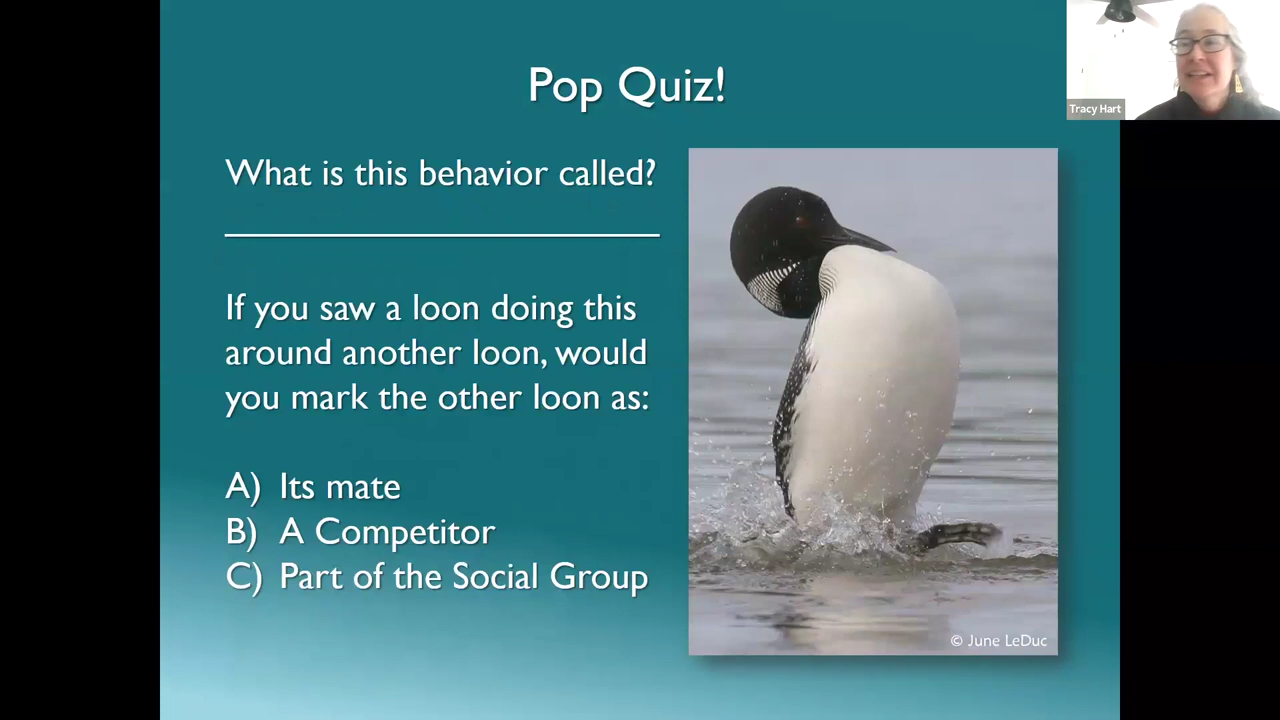 Pop Quiz!
Tracy Hart
What is this behavior called?
If you saw a loon doing this
around another loon, would
you mark the other loon as:
A) Its mate
B) A Competitor
C) Part of the Social Group
© June LeDuc